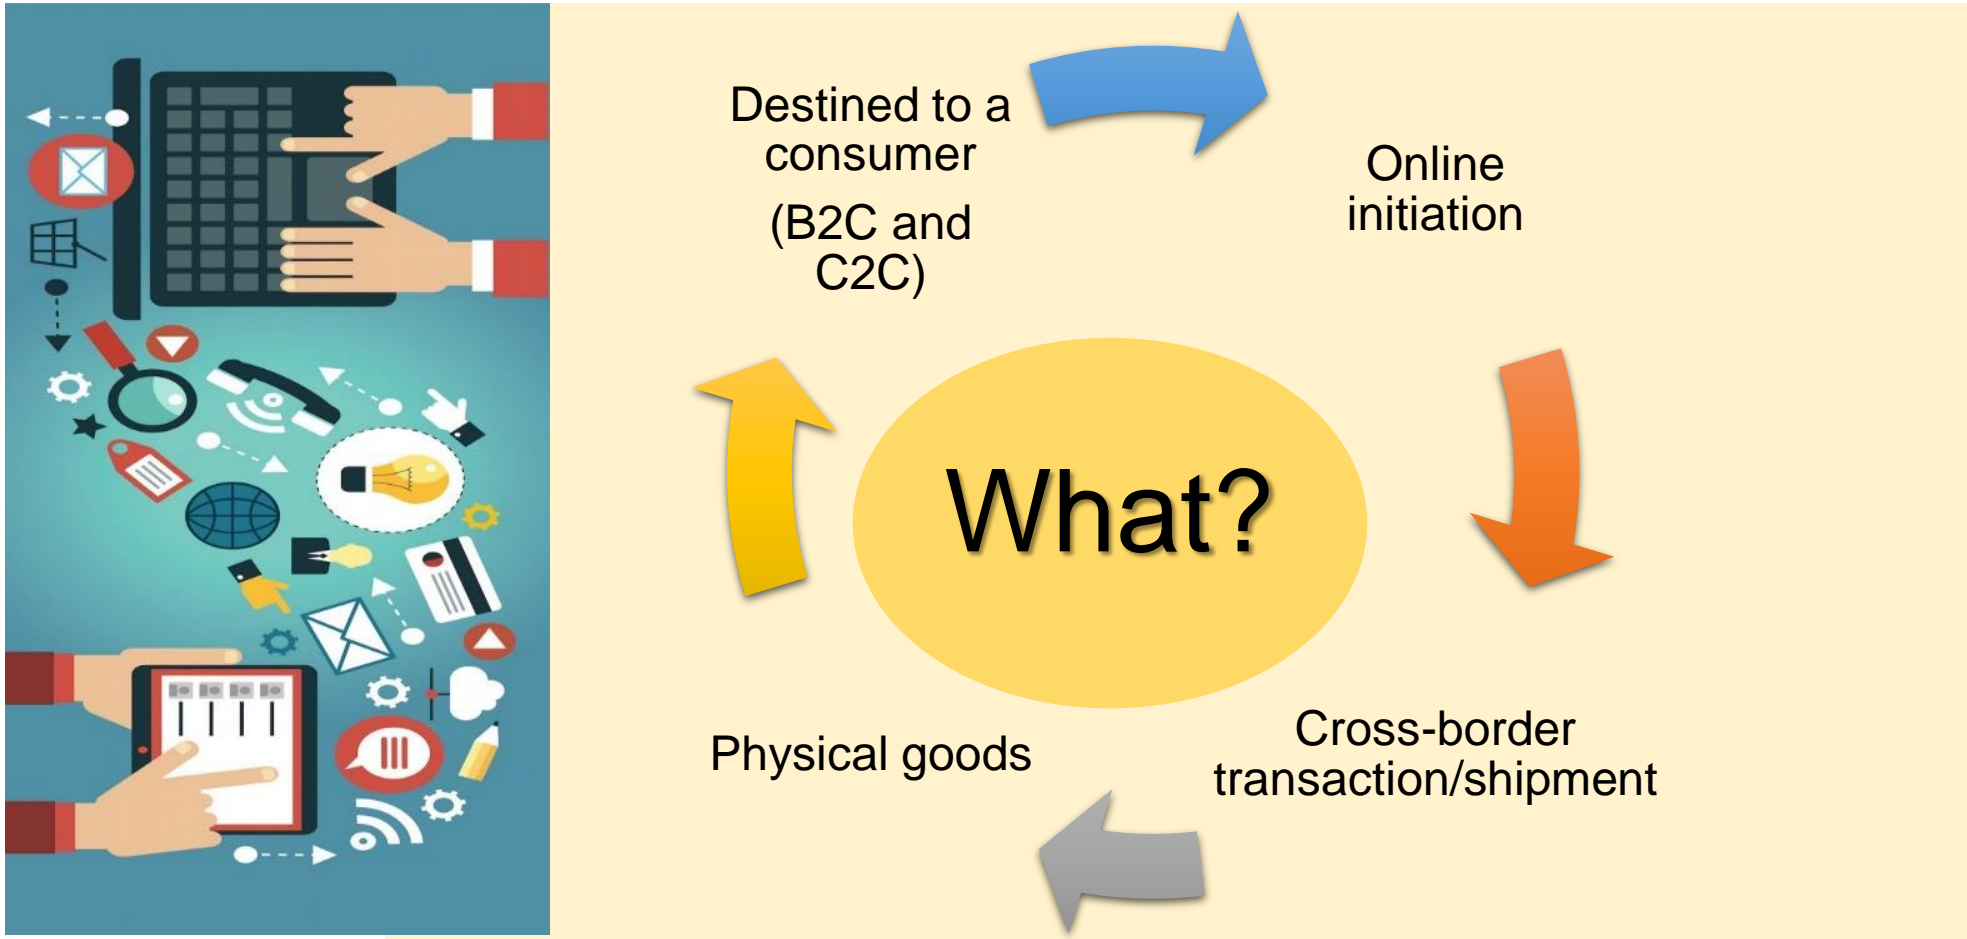 Destined to a
consumer
(B2C and
C2C)
Online
initiation
What?
Cross-border
transaction/shipment
Physical goods